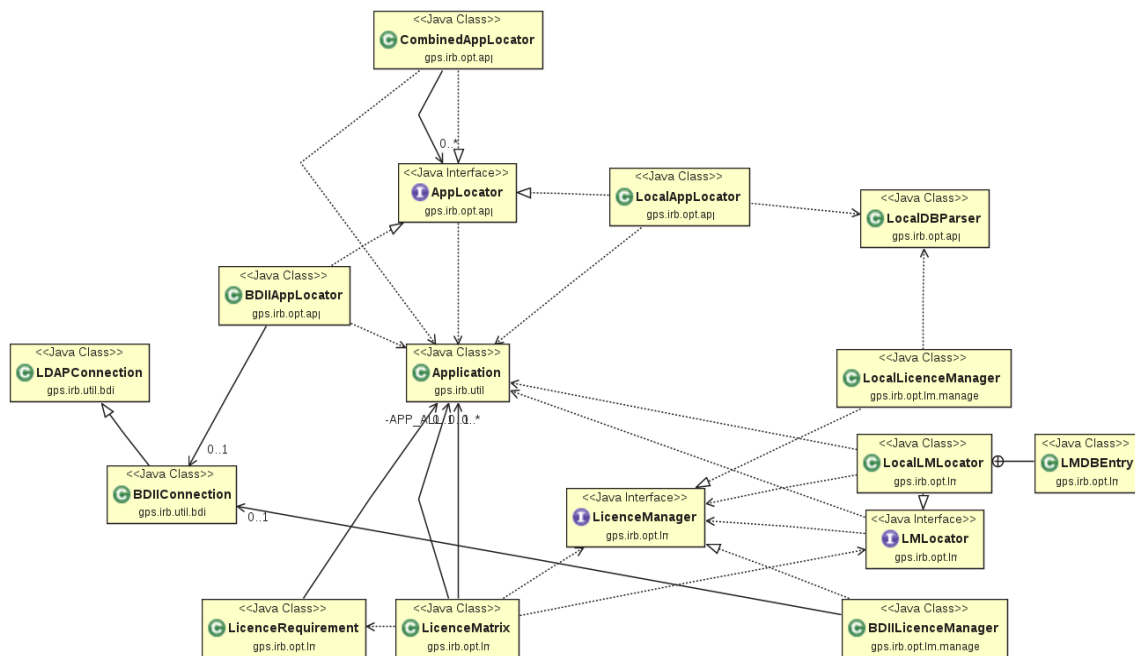 <<Java Class>>
CombinedAppLocator
gps.irb.opt.app
0..*
<<Java Interface>>
AppLocator
gps.irb.opt.app
<<Java Class>>
LocalAppLocator
gps.irb.opt.app
<<Java Class>>
LocalDBParser
gps.irb.opt.app
<<Java Class>>
BDIIAppLocator
gps.irb.opt.app
<<Java Class>>
LDAPConnection
gps.irb.util.bdi
<<Java Class>>
Application
gps.irb.util
<<Java Class>>
LocalLicenceManager
gps.irb.opt.lm.manage
0..1
<<Java Class>>
LocalLMLocator
gps.irb.opt.lm
<<Java Class>>
LMDBEntry
gps.irb.opt.lm
<<Java Class>>
BDIIConnection
gps.irb.util.bdi
0..1
<<Java Interface>>
LicenceManager
gps.irb.opt.lm
<<Java Interface>>
LMLocator
gps.irb.opt.lm
<<Java Class>>
LicenceRequirement
gps.irb.opt.lm
<<Java Class>>
LicenceMatrix
gps.irb.opt.lm
<<Java Class>>
BDIILicenceManager
gps.irb.opt.lm.manage